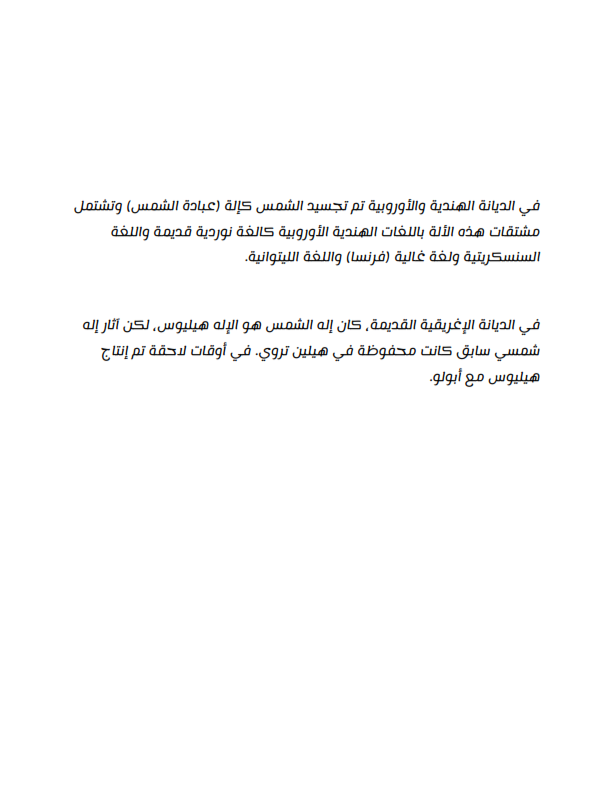 في الديانة الهندية والأوروبية تم تجسيد الشمس كإلة (عبادة الشمس) وتشتمل
مشتقات هذه الألة باللغات الهندية الأوروبية كالغة نوردية قديمة واللغة
السنسكريتية ولغة غالية (فرنسا) واللغة الليتوانية.
في الديانة الإغريقية القديمة، كان إله الشمس هو الإله هيليوس، لكن آثار إله
شمسي سابق كانت محفوظة في هيلين تروي. في أوقات لاحقة تم إنتاج
هيليوس مع أبولو.